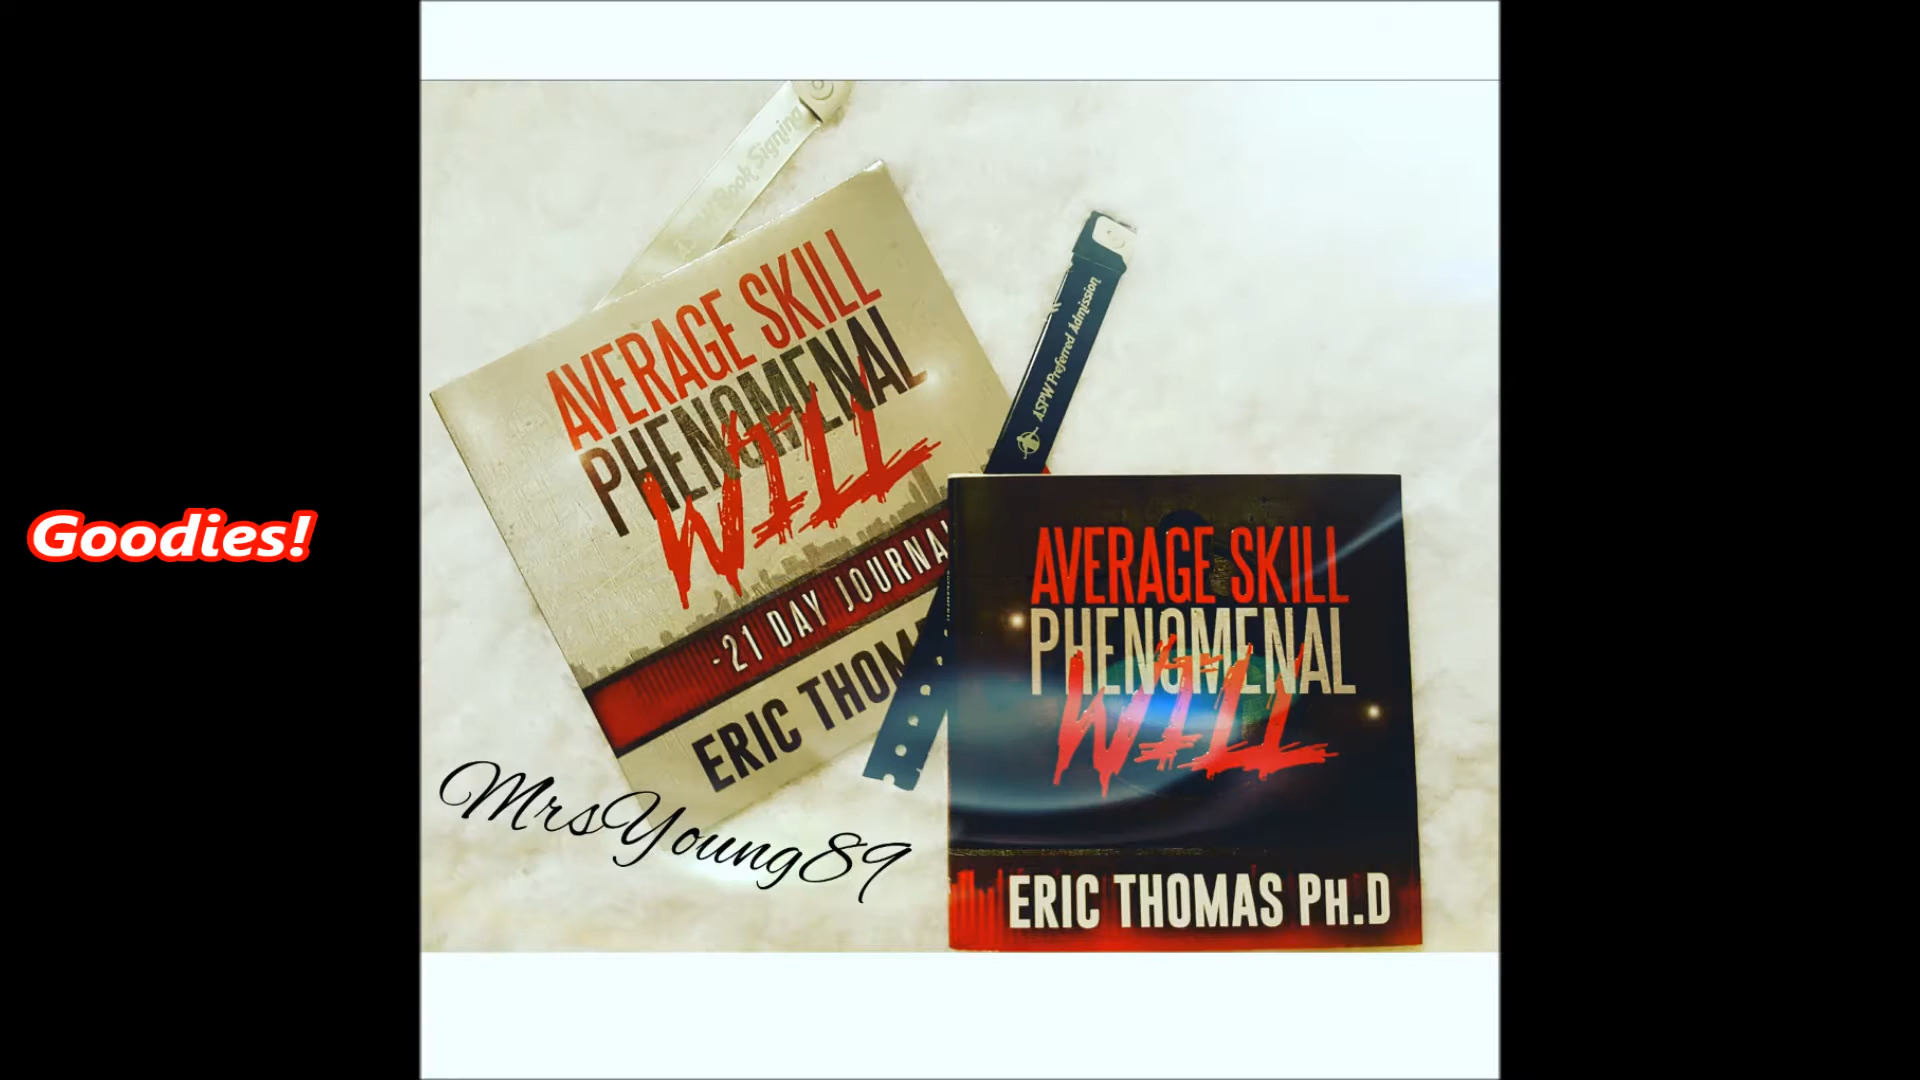 Goodies!
Book Signing
AVERAGE SKILL
PHENOMENAL
WILL
-21 DAY JOURNAL
ERIC THOM
ASPW Preferred Admission
AVERAGE SKILL
PHENOMENAL
WILL
ERIC THOMAS PH.D
MrsYoung89